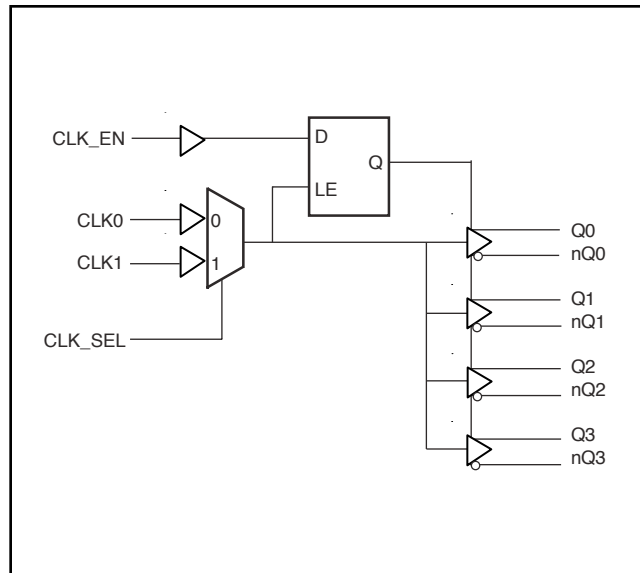 CLK_EN
D
Q
LE
CLK0
0
CLK1
1
CLK_SEL
Q0
nQ0
Q1
nQ1
Q2
nQ2
Q3
nQ3